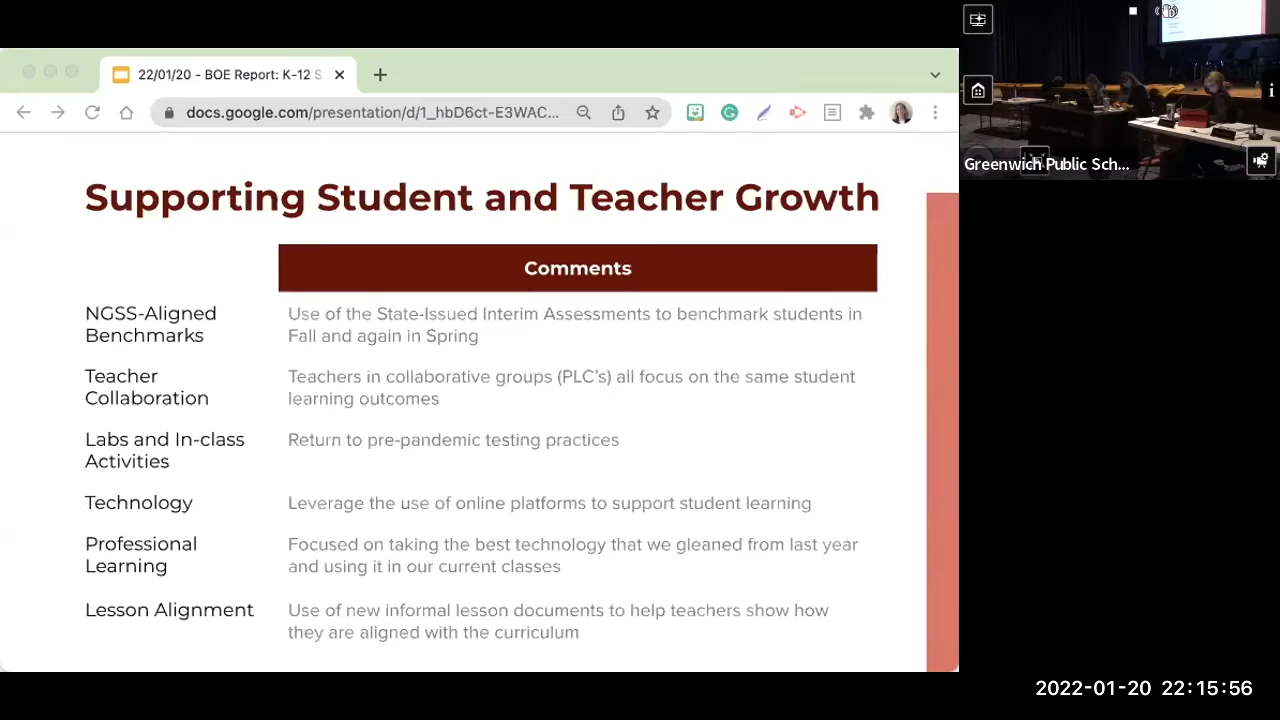 22/01/20 - BOE Report: K-12 S
docs.google.com/presentation/d/1_hbD6ct-E3WAC...
Supporting Student and Teacher Growth
Comments
NGSS-Aligned
Benchmarks
Use of the State-Issued Interim Assessments to benchmark students in
Fall and again in Spring
Teacher
Collaboration
Teachers in collaborative groups (PLC's) all focus on the same student
learning outcomes
Labs and In-class
Activities
Return to pre-pandemic testing practices
Technology
Leverage the use of online platforms to support student learning
Professional
Learning
Focused on taking the best technology that we gleaned from last year
and using it in our current classes
Lesson Alignment
Use of new informal lesson documents to help teachers show how
they are aligned with the curriculum
Greenwich Public Sch...
2022-01-20 22:15:56